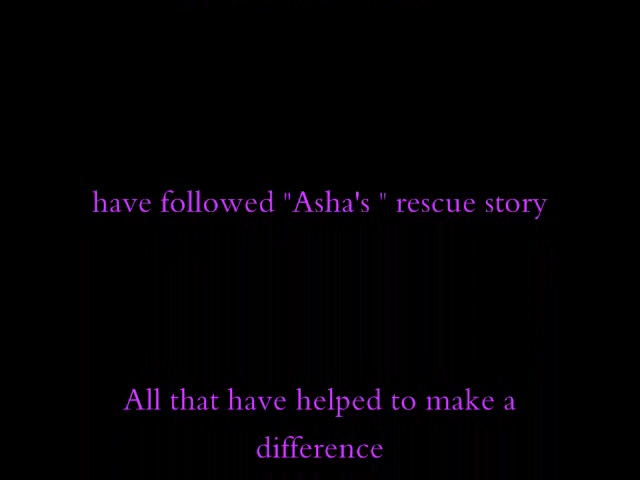 have followed "Asha's " rescue story
All that have helped to make a
difference